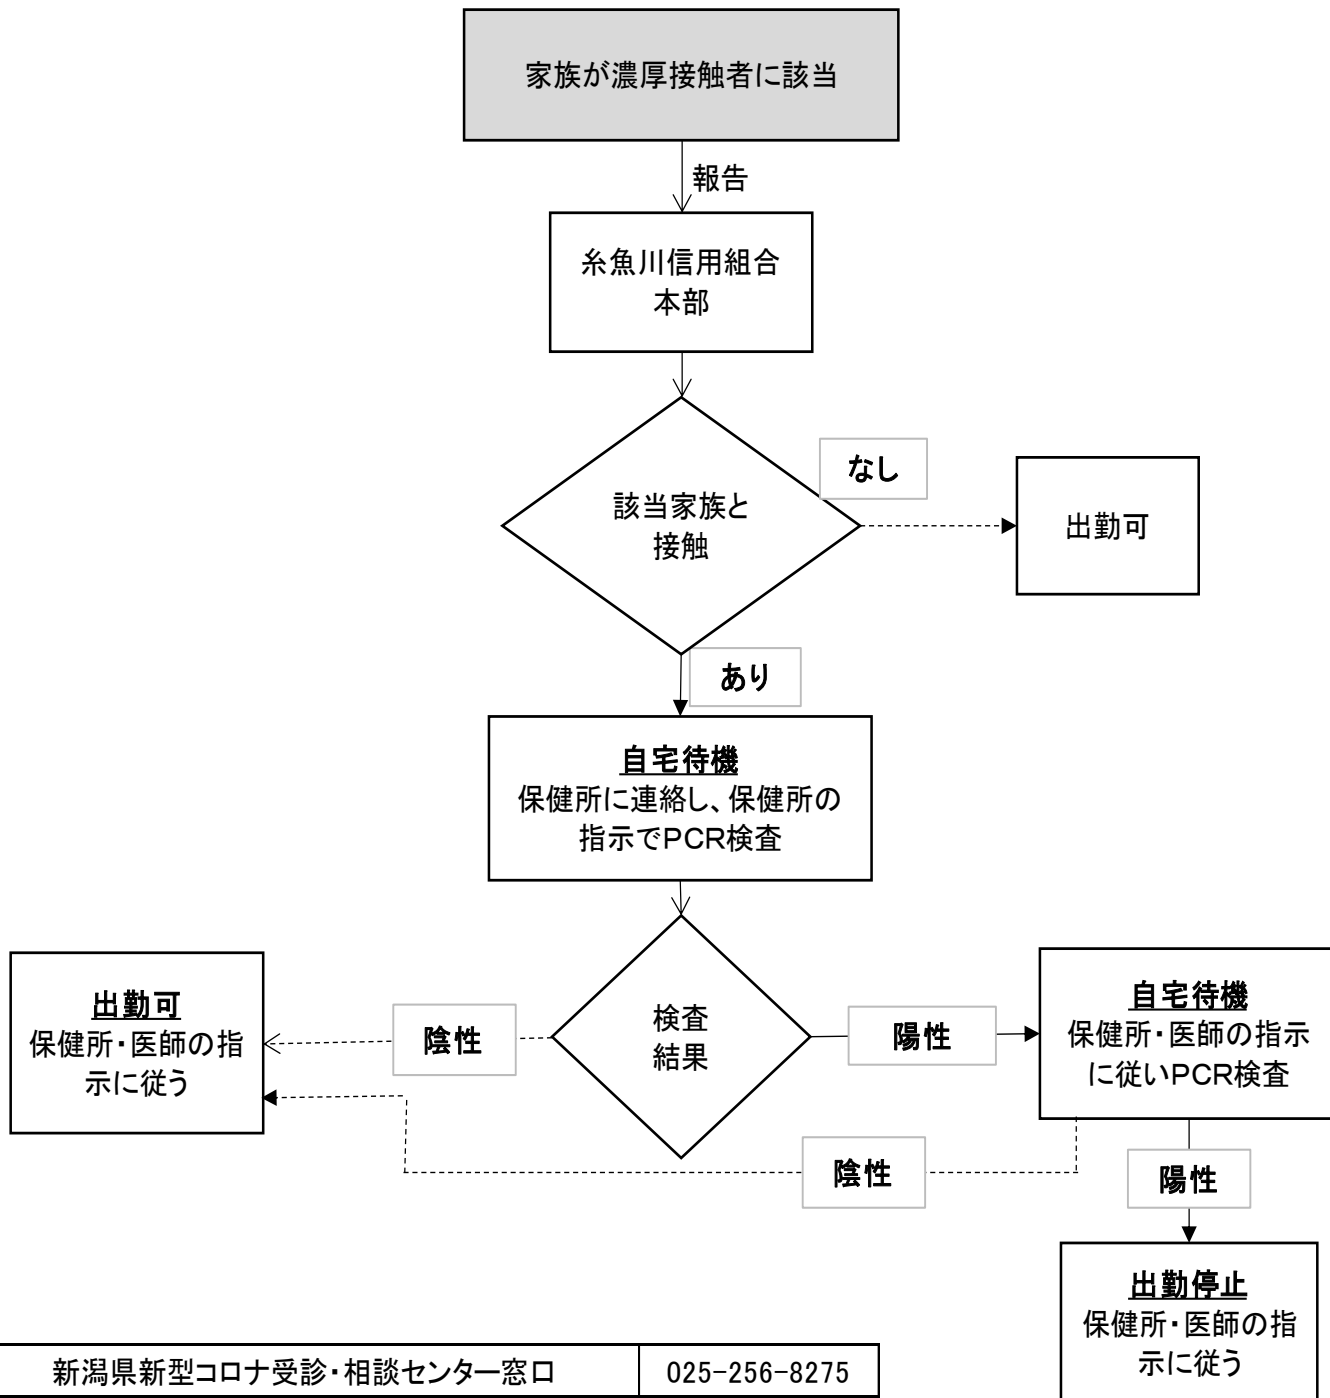 家族が濃厚接触者に該当
報告
糸魚川信用組合
本部
該当家族と
接触
なし
出勤可
あり
自宅待機
保健所に連絡し、保健所の
指示でPCR検査
検査
結果
陰性
出勤可
保健所・医師の指
示に従う
陽性
自宅待機
保健所・医師の指示
に従いPCR検査
陰性
陽性
出勤停止
保健所・医師の指
示に従う
新潟県新型コロナ受診・相談センター窓口
025-256-8275